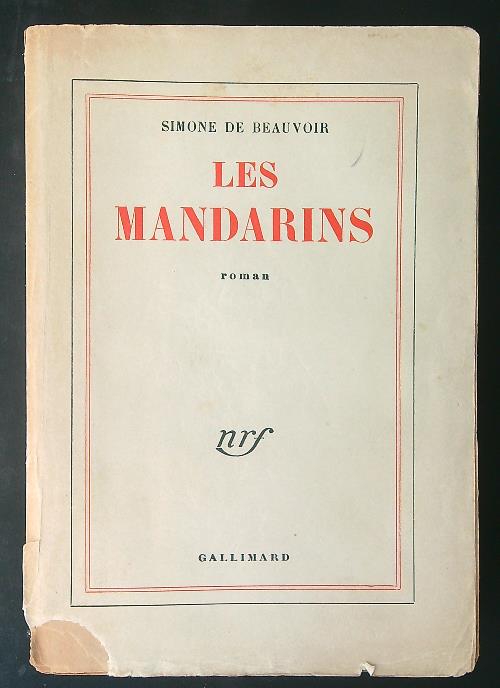 SIMONE DE BEAUVOIR
LES
MANDARINS
roman
nrf
GALLIMARD